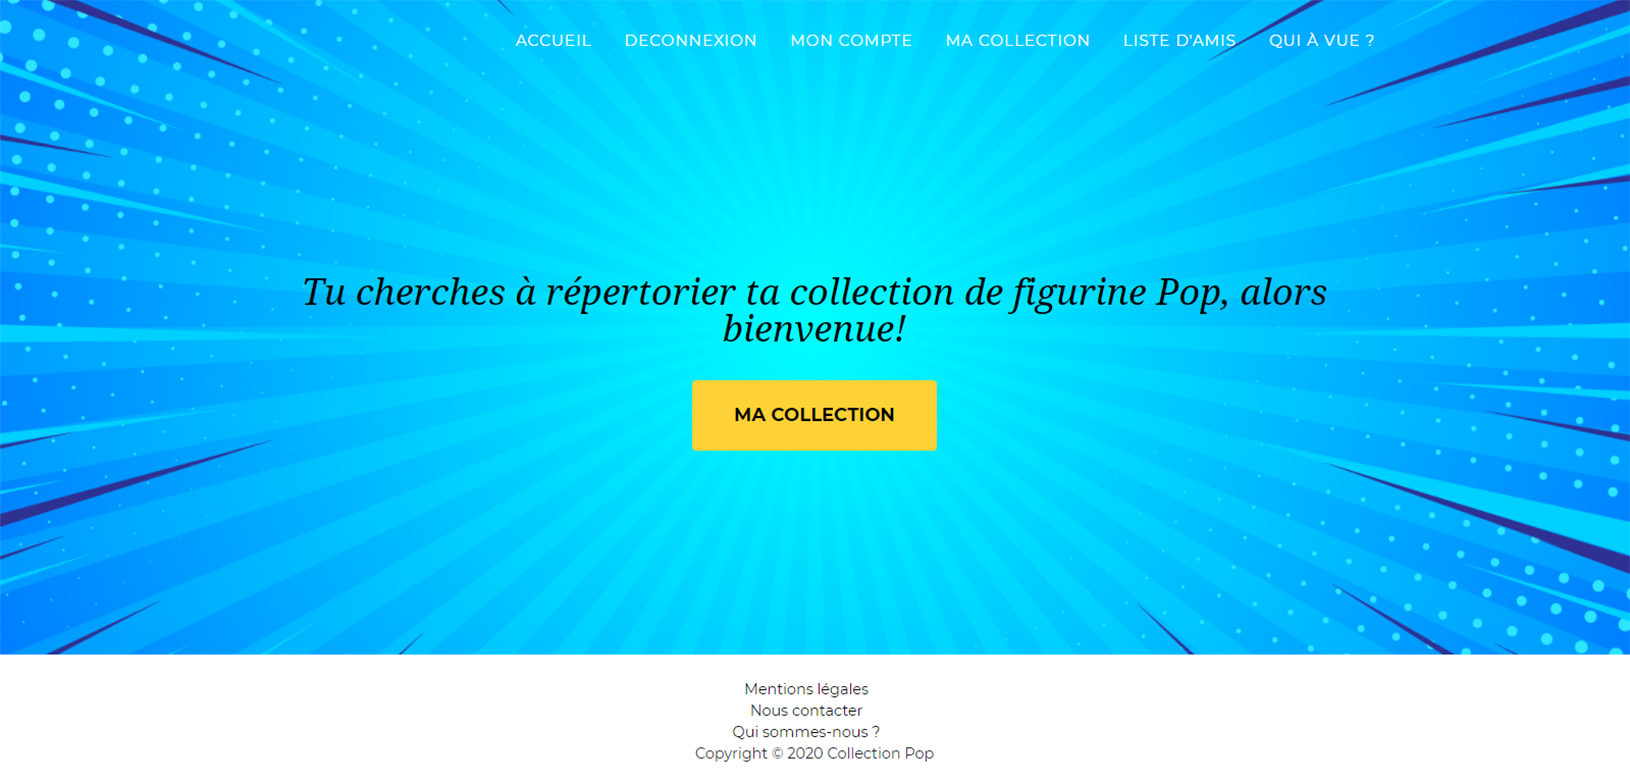 ACCUEIL DECONNEXION MON COMPTE MA COLLECTION LISTE D'AMIS QUI À VUE ?
Tu cherches à répertorier ta collection de figurine Pop, alors
bienvenue!
MA COLLECTION
Mentions légales
Nous contacter
Qui sommes-nous ?
Copyright © 2020 Collection Pop